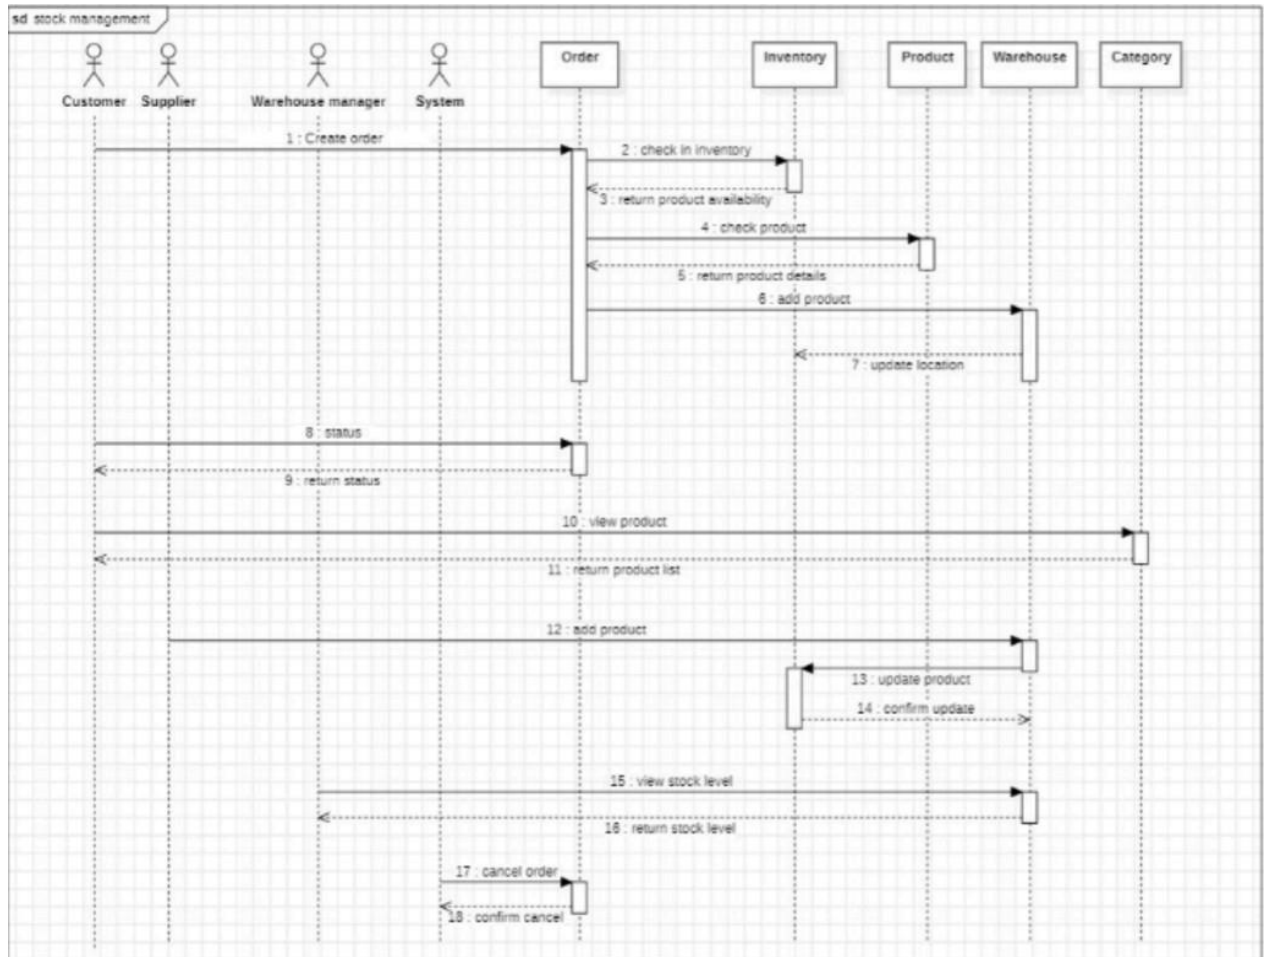 sd stock management
Customer
Supplier
Warehouse manager
System
Order
Inventory
Product
Warehouse
Category
1 : Create order
2 : check in inventory
3 : return product availability
4 : check product
5 : return product details
6 : add product
7 : update location
8 : status
9 : return status
10 : view product
11 : return product list
12 : add product
13 : update product
14 : confirm update
15 : view stock level
16 : return stock level
17 : cancel order
18 : confirm cancel